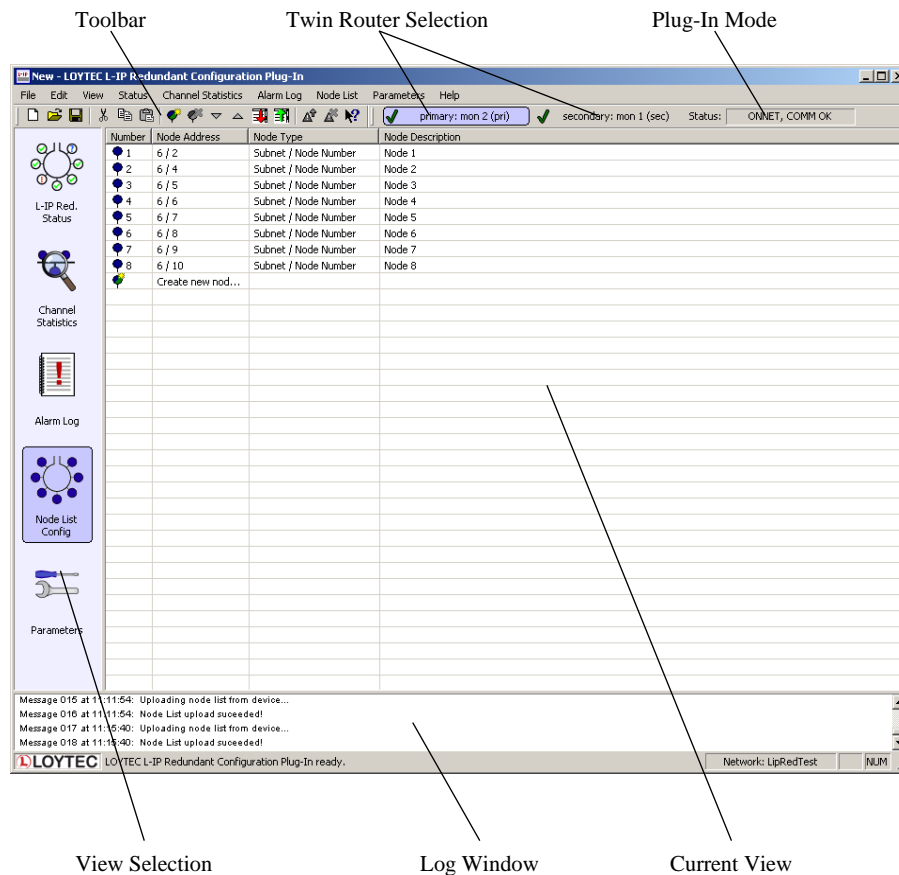 Toolbar Twin Router Selection Plug-In Mode
L-IP New - LOYTEC L-IP Redundant Configuration Plug-In
File Edit View Status Channel Statistics Alarm Log Node List Parameters Help
primary: mon 2 (pri) secondary: mon 1 (sec) Status: ONNET, COMM OK
Number Node Address Node Type Node Description
1 6 / 2 Subnet / Node Number Node 1
2 6 / 4 Subnet / Node Number Node 2
3 6 / 5 Subnet / Node Number Node 3
4 6 / 6 Subnet / Node Number Node 4
5 6 / 7 Subnet / Node Number Node 5
6 6 / 8 Subnet / Node Number Node 6
7 6 / 9 Subnet / Node Number Node 7
8 6 / 10 Subnet / Node Number Node 8
Create new nod...
L-IP Red.
Status
Channel
Statistics
Alarm Log
Node List
Config
Parameters
Message 015 at 11:11:54: Uploading node list from device...
Message 016 at 11:11:54: Node List upload suceeded!
Message 017 at 11:15:40: Uploading node list from device...
Message 018 at 11:15:40: Node List upload suceeded!
LOYTEC LOYTEC L-IP Redundant Configuration Plug-In ready. Network: LipRedTest NUM
View Selection Log Window Current View